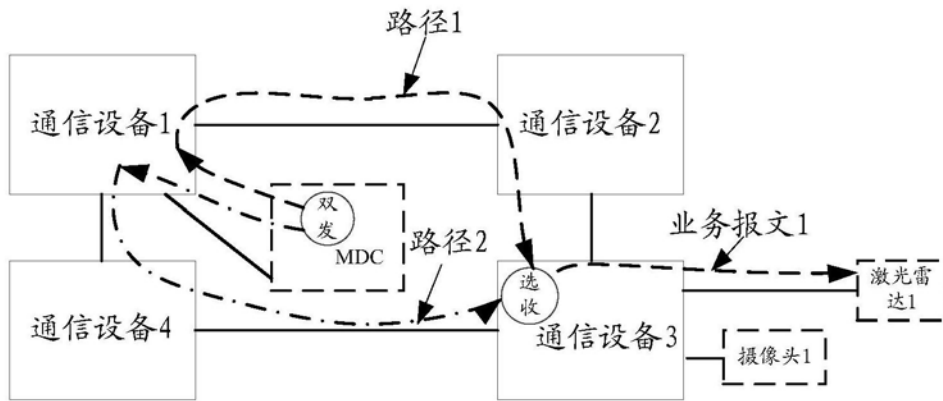 路径1
通信设备1
通信设备2
双
发
MDC
路径2
业务报文1
选
收
激光雷
达1
通信设备4
通信设备3
摄像头1